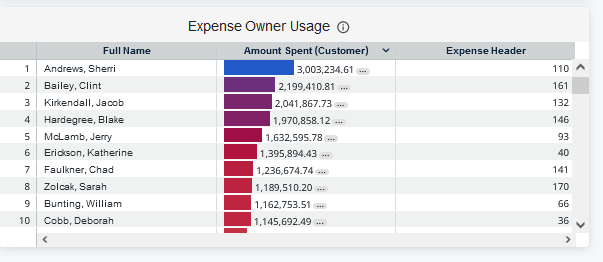 Expense Owner Usage
Full Name Amount Spent (Customer) Expense Header
1 Andrews, Sherri 3,003,234.61 ... 110
2 Bailey, Clint 2,199,410.81 ... 161
3 Kirkendall, Jacob 2,041,867.73 ... 132
4 Hardegree, Blake 1,970,858.12 ... 146
5 McLamb, Jerry 1,632,595.78 ... 93
6 Erickson, Katherine 1,395,894.43 ... 40
7 Faulkner, Chad 1,236,674.74 ... 141
8 Zolcak, Sarah 1,189,510.20 ... 170
9 Bunting, William 1,162,753.51 ... 66
10 Cobb, Deborah 1,145,692.49 ... 36